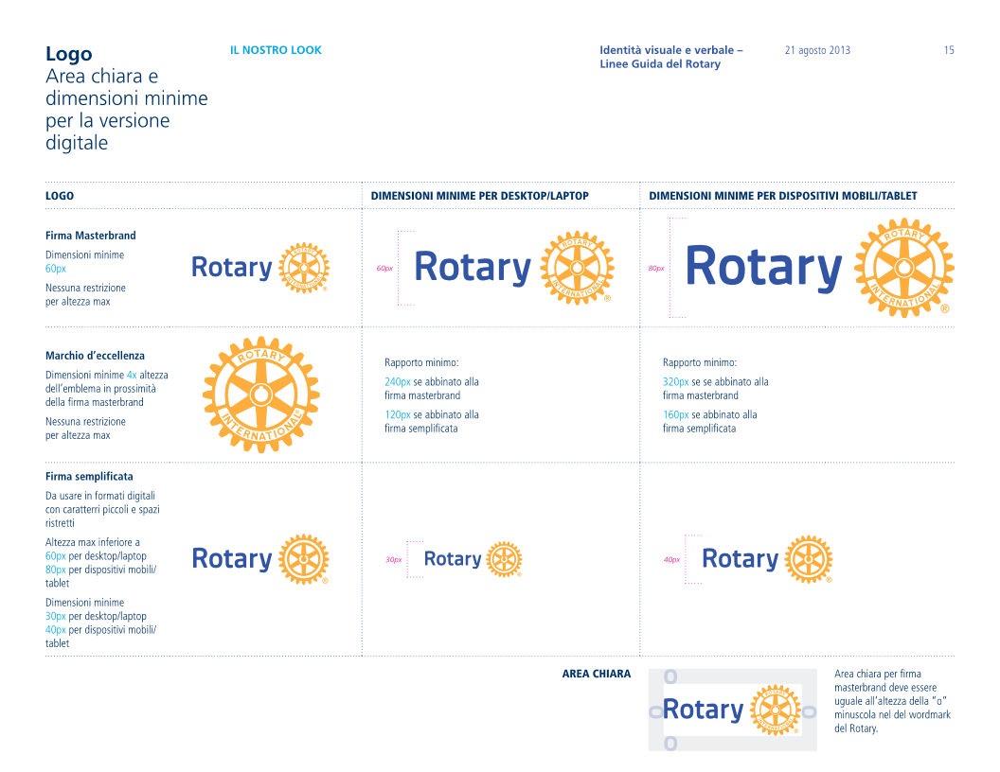 Logo
Area chiara e
dimensioni minime
per la versione
digitale
IL NOSTRO LOOK
Identità visuale e verbale –
Linee Guida del Rotary
21 agosto 2013
15
LOGO
DIMENSIONI MINIME PER DESKTOP/LAPTOP
DIMENSIONI MINIME PER DISPOSITIVI MOBILI/TABLET
Firma Masterbrand
Dimensioni minime
60px
Nessuna restrizione
per altezza max
Rotary
ROTARY
INTERNATIONAL
®
60px
Rotary
ROTARY
INTERNATIONAL
®
80px
Rotary
ROTARY
INTERNATIONAL
®
Marchio d’eccellenza
Dimensioni minime 4x altezza
dell’emblema in prossimità
della firma masterbrand
Nessuna restrizione
per altezza max
ROTARY
INTERNATIONAL®
Rapporto minimo:
240px se abbinato alla
firma masterbrand
120px se abbinato alla
firma semplificata
Rapporto minimo:
320px se se abbinato alla
firma masterbrand
160px se abbinato alla
firma semplificata
Firma semplificata
Da usare in formati digitali
con caratterri piccoli e spazi
ristretti
Altezza max inferiore a
60px per desktop/laptop
80px per dispositivi mobili/
tablet
Dimensioni minime
30px per desktop/laptop
40px per dispositivi mobili/
tablet
Rotary
®
30px
Rotary
®
40px
Rotary
®
AREA CHIARA
o
o
Rotary
ROTARY
INTERNATIONAL
®
o
o
Area chiara per firma
masterbrand deve essere
uguale all’altezza della “o”
minuscola nel del wordmark
del Rotary.